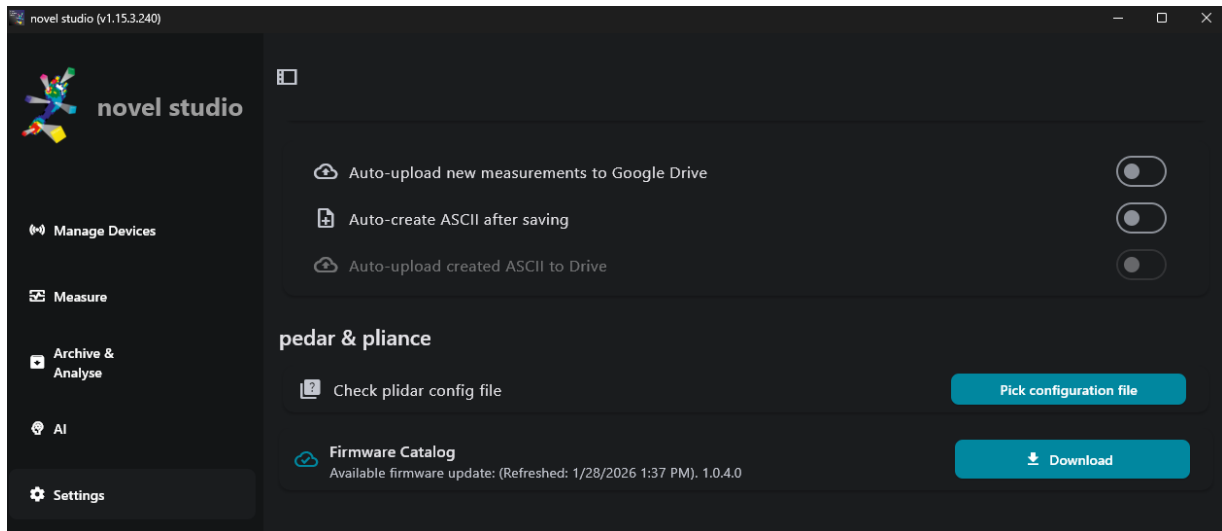 novel studio (v1.15.3.240)
novel studio
Manage Devices
Measure
Archive &
Analyse
AI
Settings
Auto-upload new measurements to Google Drive
Auto-create ASCII after saving
Auto-upload created ASCII to Drive
pedar & pliance
Check plidar config file
Pick configuration file
Firmware Catalog
Available firmware update: (Refreshed: 1/28/2026 1:37 PM). 1.0.4.0
Download